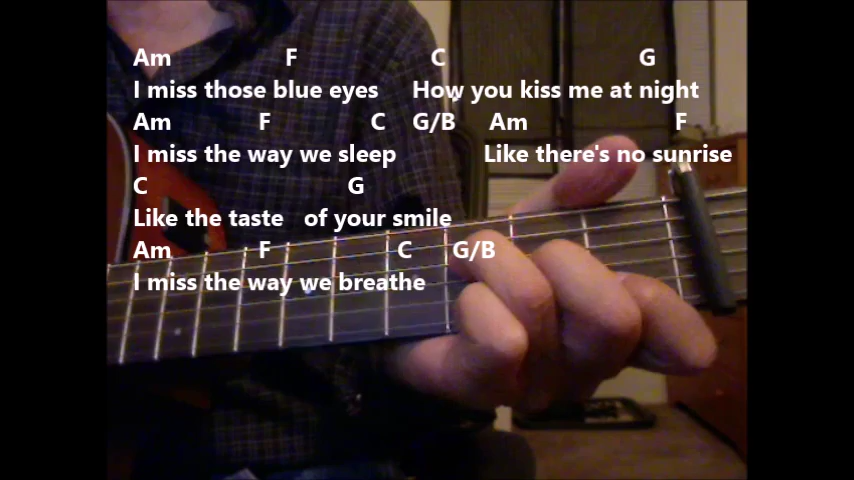 Am F C G
I miss those blue eyes How you kiss me at night
Am F C G/B Am F
I miss the way we sleep Like there's no sunrise
C G
Like the taste of your smile
Am F C G/B
I miss the way we breathe